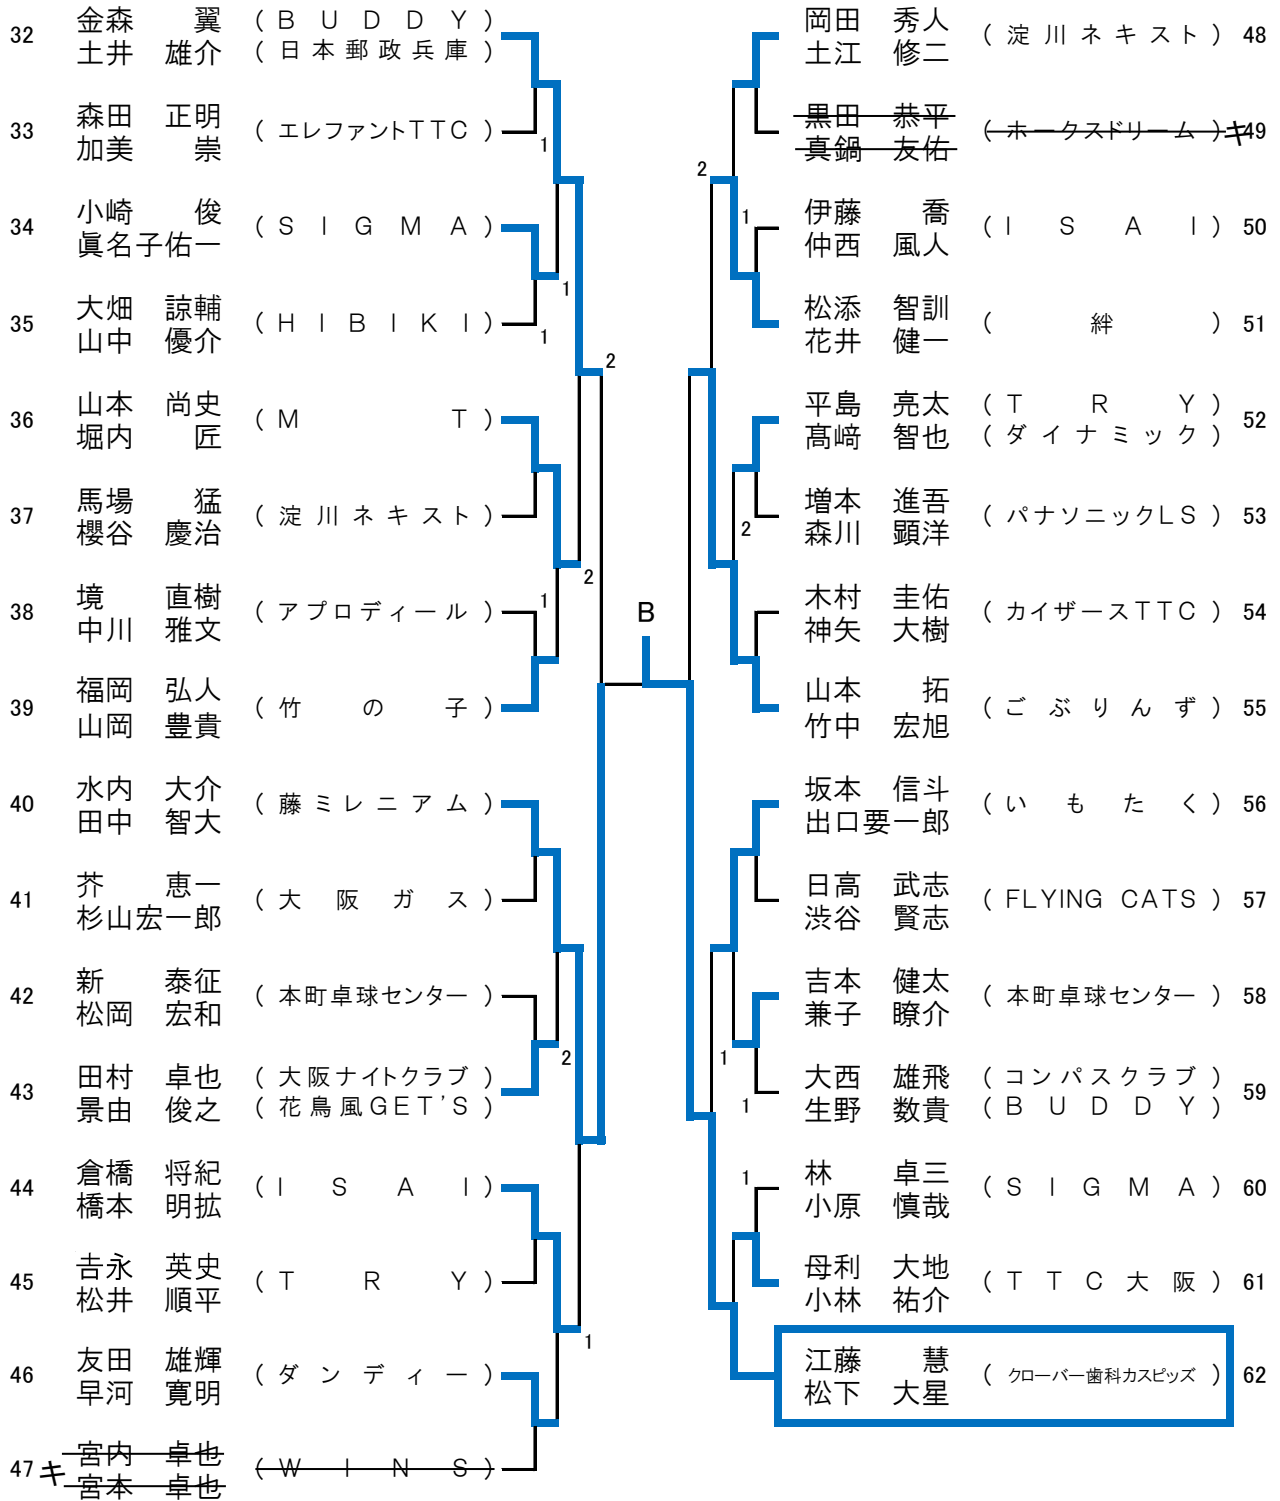 32 金森 翼 (BUDDY)
土井 雄介 (日本郵政兵庫)
33 森田 正明 (エレファントTTC)
加美 崇
1
34 小崎 俊 (SIGMA)
眞名子佑一
1
35 大畑 諒輔 (HIBIKI)
山中 優介
1
2
36 山本 尚史 (MT)
堀内 匠
37 馬場 猛 (淀川ネキスト)
櫻谷 慶治
2
38 境 直樹 (アプロディール)
中川 雅文
1
39 福岡 弘人 (竹の子)
山岡 豊貴
40 水内 大介 (藤ミレニアム)
田中 智大
41 芥 恵一 (大阪ガス)
杉山宏一郎
42 新 泰征 (本町卓球センター)
松岡 宏和
2
43 田村 卓也 (大阪ナイトクラブ)
景由 俊之 (花鳥風GET'S)
44 倉橋 将紀 (ISAI)
橋本 明拡
45 吉永 英史 (TRY)
松井 順平
1
46 友田 雄輝 (ダンディー)
早河 寛明
47 キ 宮内 卓也 (WINS)
宮本 卓也
B
岡田 秀人 (淀川ネキスト) 48
土江 修二
黒田 恭平 (ホークスドリーム) キ 49
真鍋 友佑
2
1
伊藤 喬 (ISAI) 50
仲西 風人
松添 智訓 (絆) 51
花井 健一
平島 亮太 (TRY) 52
髙﨑 智也 (ダイナミック)
増本 進吾 (パナソニックLS) 53
森川 顕洋
2
木村 圭佑 (カイザースTTC) 54
神矢 大樹
山本 拓 (ごぶりんず) 55
竹中 宏旭
坂本 信斗 (いもたく) 56
出口要一郎
日高 武志 (FLYING CATS) 57
渋谷 賢志
吉本 健太 (本町卓球センター) 58
兼子 瞭介
1
大西 雄飛 (コンパスクラブ) 59
生野 数貴 (BUDDY)
1
1
林 卓三 (SIGMA) 60
小原 慎哉
母利 大地 (TTC大阪) 61
小林 祐介
江藤 慧 (クローバー歯科カスピッズ) 62
松下 大星